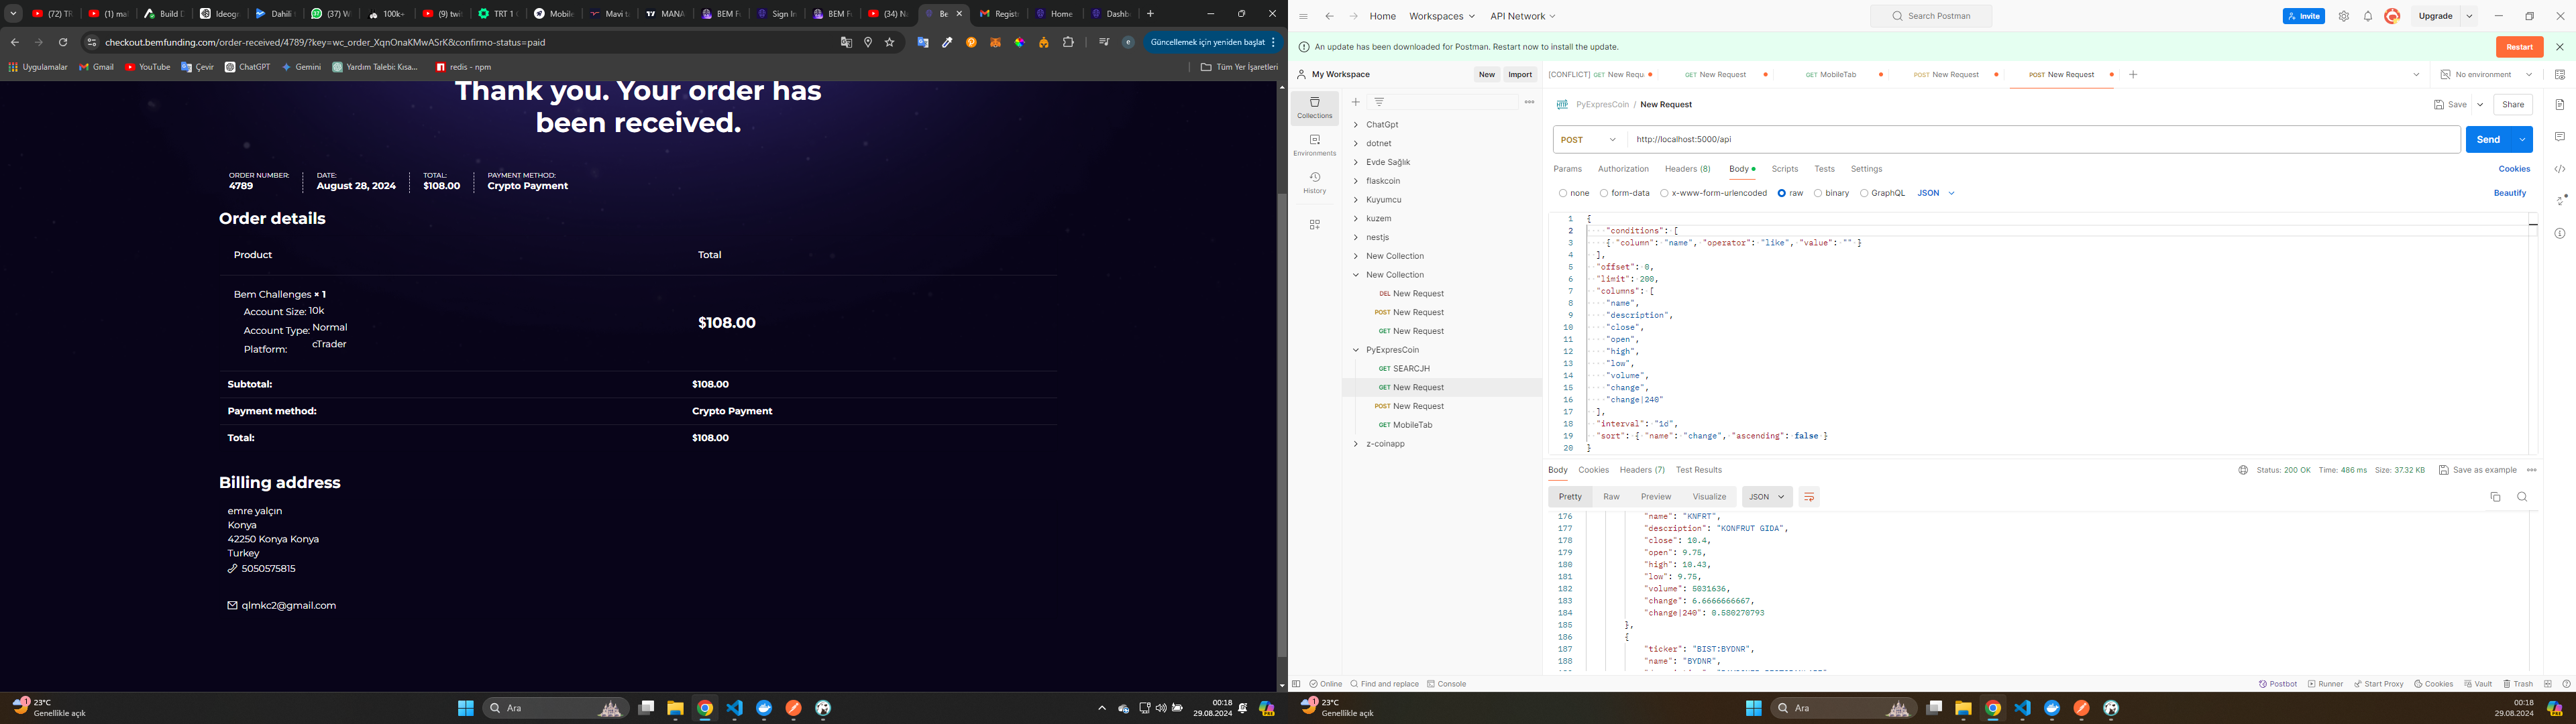 (72) TR
(1) ma
Build D
Ideogr
Dahili t
(37) W
100k+
(9) twi
TRT 1
Mobile
Mavi t
MANA
BEM F
Sign In
BEM F
(34) N
Be
Regist
Home
Dashb
checkout.bemfunding.com/order-received/4789/?key=wc_order_XqnOnaKMwASrK&confirmo-status=paid
Güncellemek için yeniden başlat
Uygulamalar
Gmail
YouTube
Çevir
ChatGPT
Gemini
Yardım Talebi: Kısa...
redis - npm
Tüm Yer İşaretleri
Thank you. Your order has
been received.
ORDER NUMBER:
4789
DATE:
August 28, 2024
TOTAL:
$108.00
PAYMENT METHOD:
Crypto Payment
Order details
Product Total
Bem Challenges × 1
Account Size: 10k
Account Type: Normal
Platform: cTrader
$108.00
Subtotal: $108.00
Payment method: Crypto Payment
Total: $108.00
Billing address
emre yalçın
Konya
42250 Konya Konya
Turkey
5050575815
qlmkc2@gmail.com
23°C
Genellikle açık
Ara
00:18
29.08.2024
Home Workspaces API Network
Search Postman
Invite
Upgrade
An update has been downloaded for Postman. Restart now to install the update.
Restart
My Workspace
New Import
[CONFLICT] GET New Requ
GET New Request
GET MobileTab
POST New Request
POST New Request
No environment
Collections
Environments
History
ChatGpt
dotnet
Evde Sağlık
flaskcoin
Kuyumcu
kuzem
nestjs
New Collection
New Collection
DEL New Request
POST New Request
GET New Request
PyExpresCoin
GET SEARCJH
GET New Request
POST New Request
GET MobileTab
z-coinapp
PyExpresCoin / New Request
Save Share
POST http://localhost:5000/api
Send
Params Authorization Headers (8) Body Scripts Tests Settings
Cookies
none form-data x-www-form-urlencoded raw binary GraphQL JSON
Beautify
1 {
2 "conditions": [
3 { "column": "name", "operator": "like", "value": "" }
4 ],
5 "offset": 0,
6 "limit": 200,
7 "columns": [
8 "name",
9 "description",
10 "close",
11 "open",
12 "high",
13 "low",
14 "volume",
15 "change",
16 "change|240"
17 ],
18 "interval": "1d",
19 "sort": { "name": "change", "ascending": false }
20 }
Body Cookies Headers (7) Test Results
Status: 200 OK Time: 486 ms Size: 37.32 KB
Save as example
Pretty Raw Preview Visualize JSON
176 "name": "KNFRT",
177 "description": "KONFRUT GIDA",
178 "close": 10.4,
179 "open": 9.75,
180 "high": 10.43,
181 "low": 9.75,
182 "volume": 5031636,
183 "change": 6.6666666667,
184 "change|240": 0.580270793
185 },
186 {
187 "ticker": "BIST:BYDNR",
188 "name": "BYDNR",
Online Find and replace Console
Postbot Runner Start Proxy Cookies Vault Trash
23°C
Genellikle açık
Ara
00:18
29.08.2024